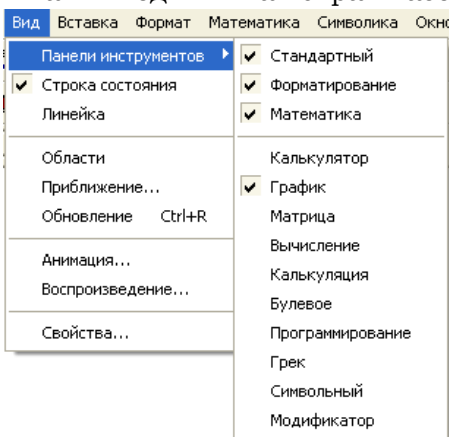 Вид Вставка Формат Математика Символика Окно
Панели инструментов
Строка состояния
Линейка
Области
Приближение...
Обновление Ctrl+R
Анимация...
Воспроизведение...
Свойства...
Стандартный
Форматирование
Математика
Калькулятор
График
Матрица
Вычисление
Калькуляция
Булевое
Программирование
Грек
Символьный
Модификатор